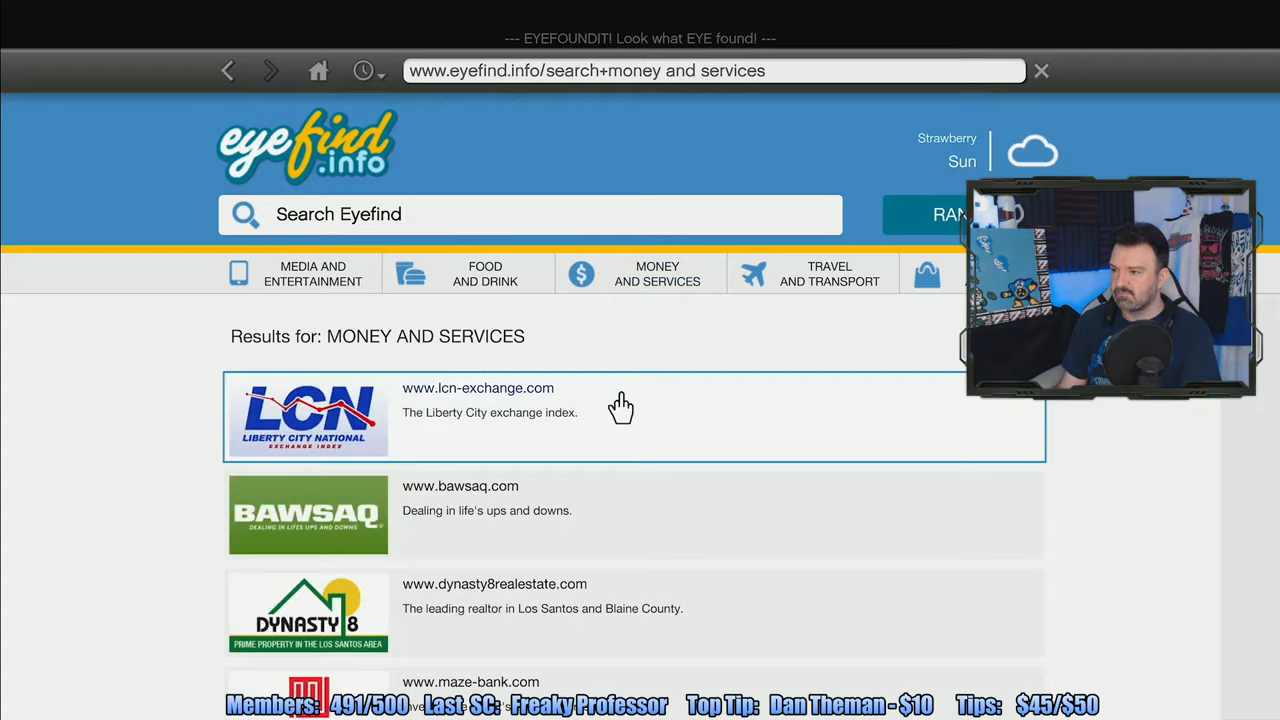 --- EYEFOUNDIT! Look what EYE found! ---
www.eyefind.info/search+money and services
eyefind
.info
Strawberry
Sun
Search Eyefind
RAN
MEDIA AND
ENTERTAINMENT
FOOD
AND DRINK
MONEY
AND SERVICES
TRAVEL
AND TRANSPORT
Results for: MONEY AND SERVICES
LCN
LIBERTY CITY NATIONAL
EXCHANGE INDEX
www.lcn-exchange.com
The Liberty City exchange index.
BAWSAQ
DEALING IN LIFE'S UPS AND DOWNS
www.bawsaq.com
Dealing in life's ups and downs.
DYNASTY 8
PRIME PROPERTY IN THE LOS SANTOS AREA
www.dynasty8realestate.com
The leading realtor in Los Santos and Blaine County.
www.maze-bank.com
Members: 491/500 Last SC: Freaky Professor Top Tip: Dan Theman - $10 Tips: $45/$50